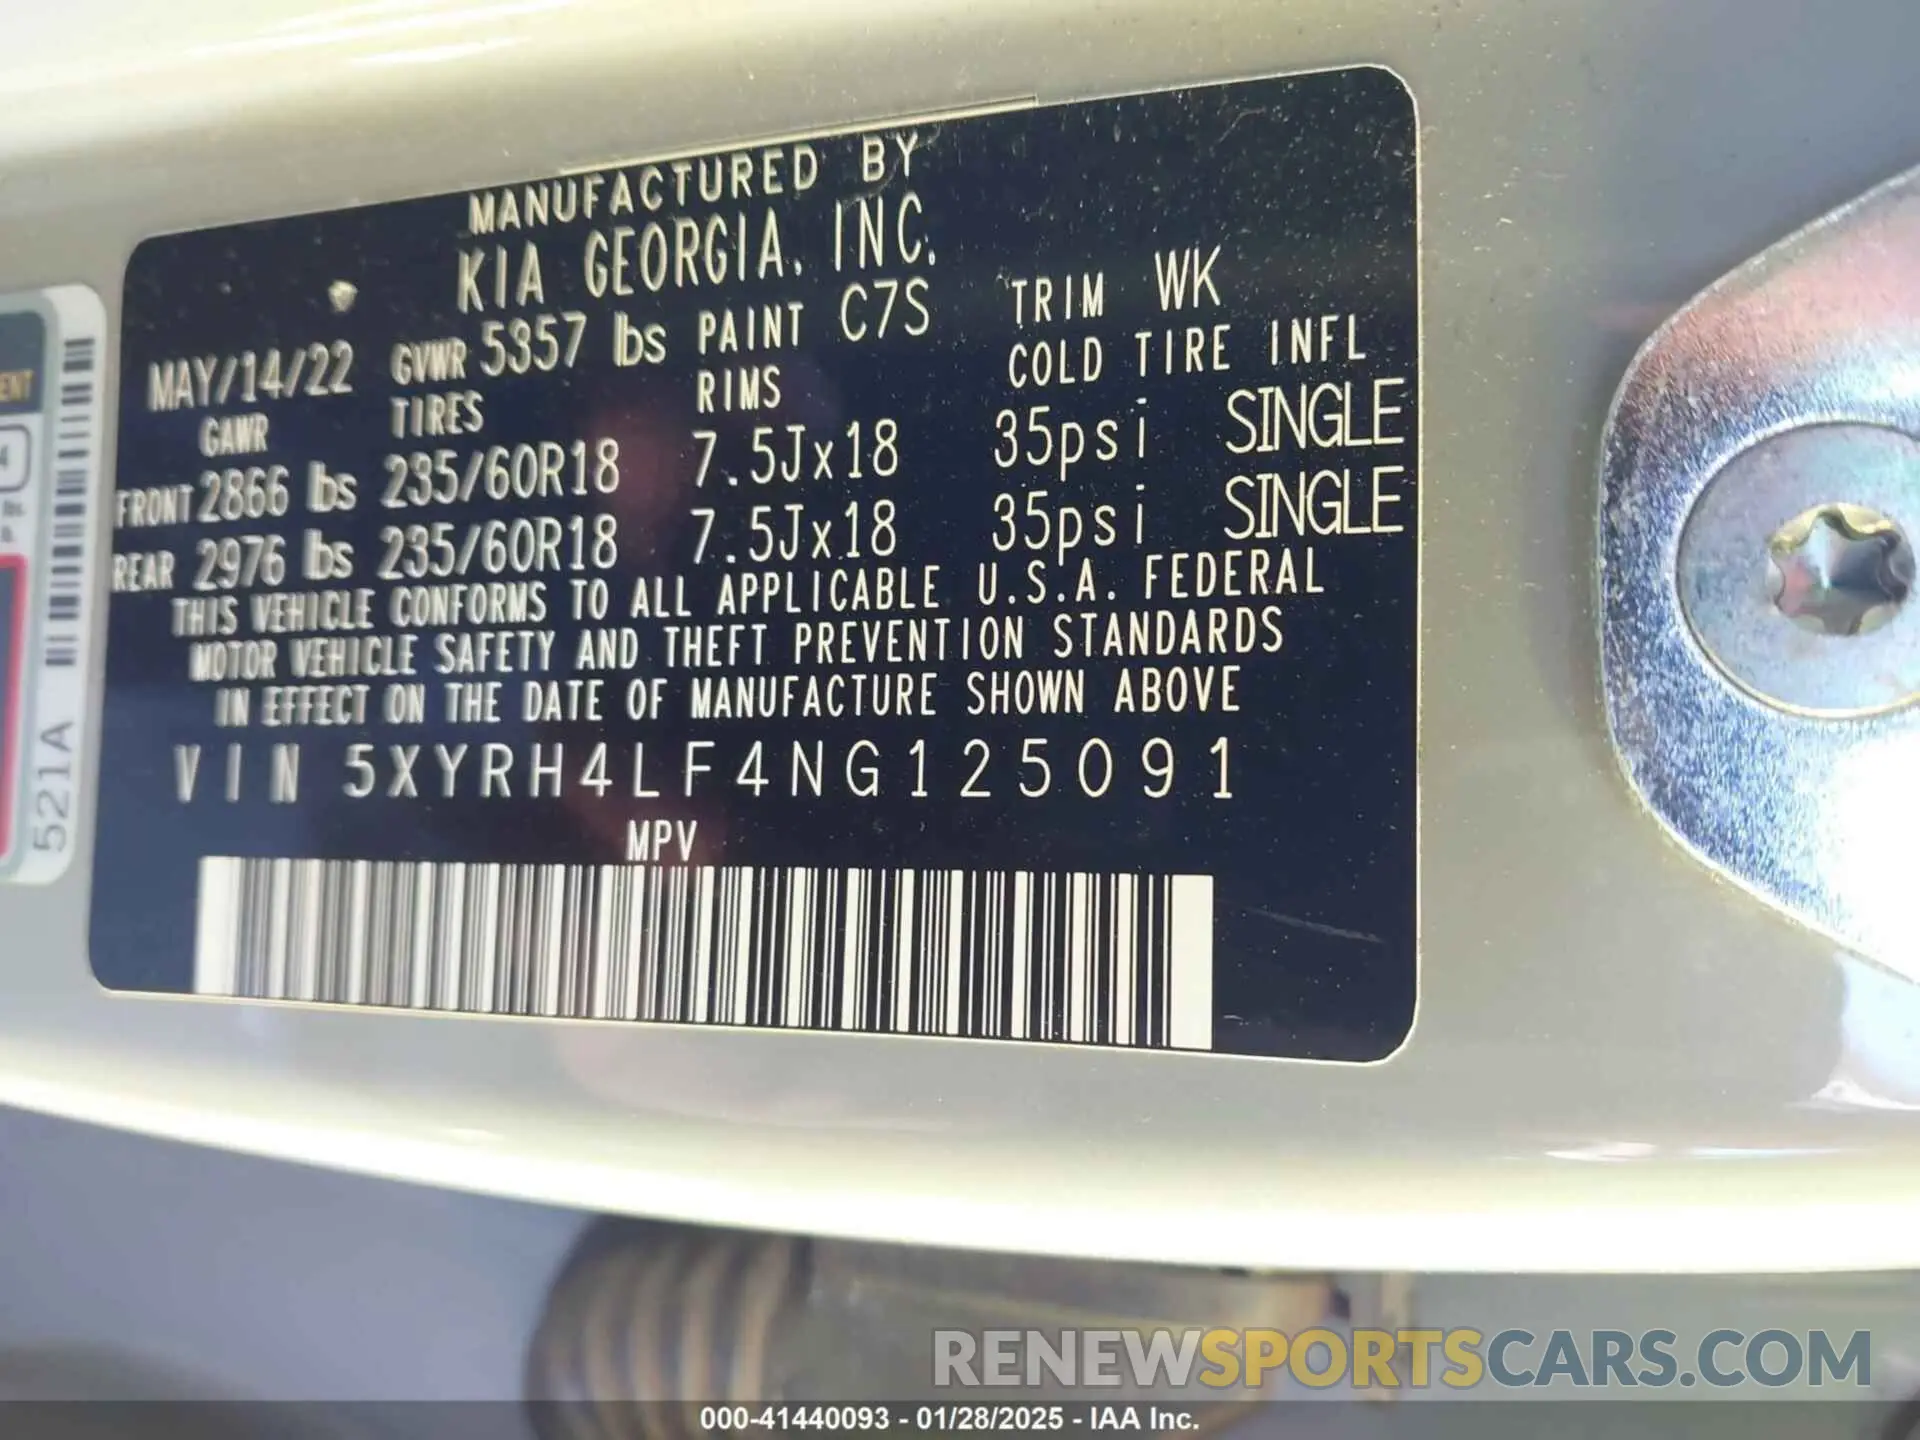 MANUFACTURED BY
KIA GEORGIA, INC.
MAY/14/22 GVWR 5357 lbs PAINT C7S TRIM WK
GAWR TIRES RIMS COLD TIRE INFL
FRONT 2866 lbs 235/60R18 7.5Jx18 35psi SINGLE
REAR 2976 lbs 235/60R18 7.5Jx18 35psi SINGLE
THIS VEHICLE CONFORMS TO ALL APPLICABLE U.S.A. FEDERAL
MOTOR VEHICLE SAFETY AND THEFT PREVENTION STANDARDS
IN EFFECT ON THE DATE OF MANUFACTURE SHOWN ABOVE
VIN 5XYRH4LF4NG125091
MPV
521A
4
RENEWSPORTSCARS.COM
000-41440093 - 01/28/2025 - IAA Inc.